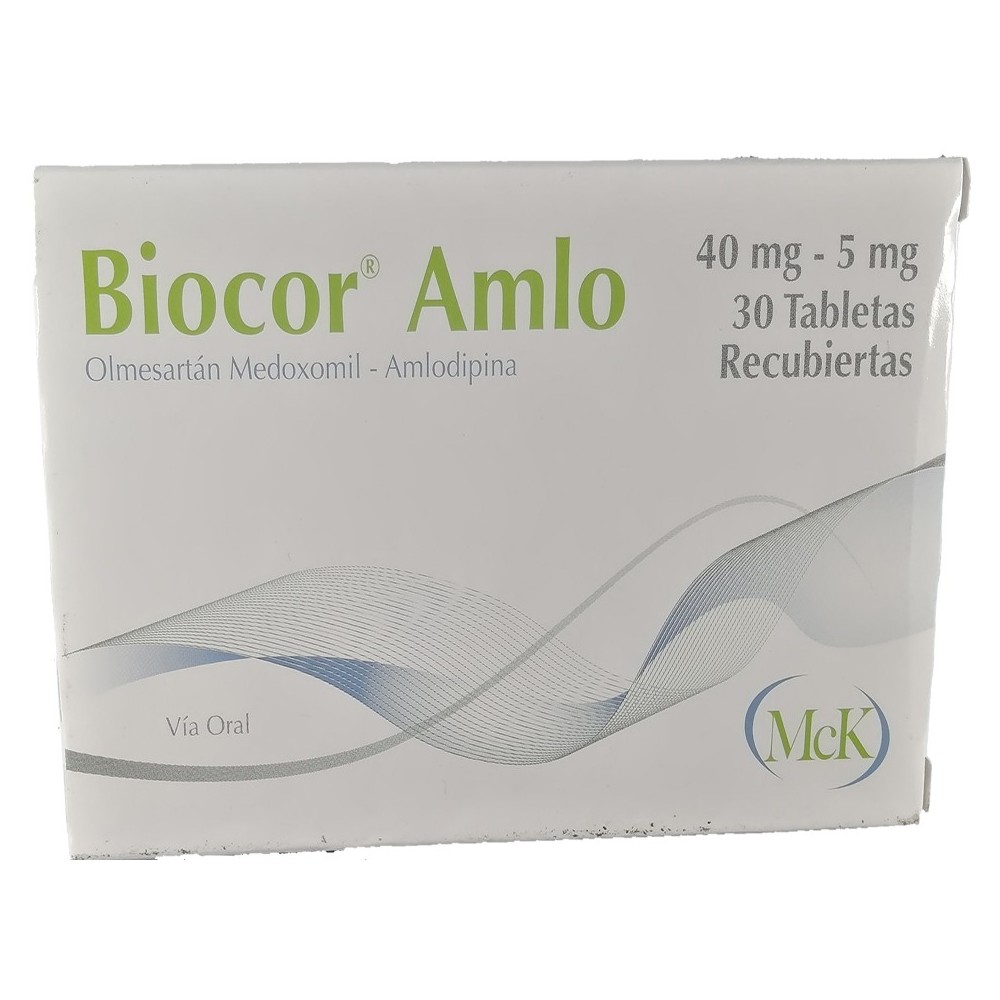 Biocor® Amlo
Olmesartán Medoxomil - Amlodipina
40 mg - 5 mg
30 Tabletas
Recubiertas
Vía Oral
McK